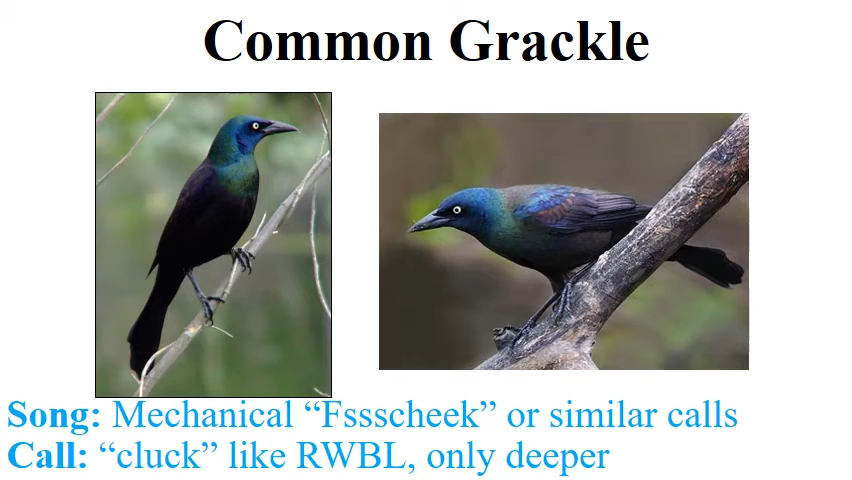 Common Grackle
Song: Mechanical “Fssscheek” or similar calls
Call: “cluck” like RWBL, only deeper